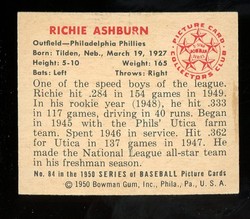 RICHIE ASHBURN
Outfield—Philadelphia Phillies
Born: Tilden, Neb., March 19, 1927
Height: 5-10 Weight: 165
Bats: Left Throws: Right
PICTURE CARD
COLLECTORS CLUB
One of the speed boys of the league.
Richie hit .284 in 154 games in 1949.
In his rookie year (1948), he hit .333
in 117 games, driving in 40 runs. Began
in 1945 with the Phils' Utica farm
team. Spent 1946 in service. Hit .362
for Utica in 137 games in 1947. He
made the National League all-star team
in his freshman season.
No. 84 in the 1950 SERIES of BASEBALL Picture Cards
© 1950 Bowman Gum, Inc., Phila., Pa., U. S. A.